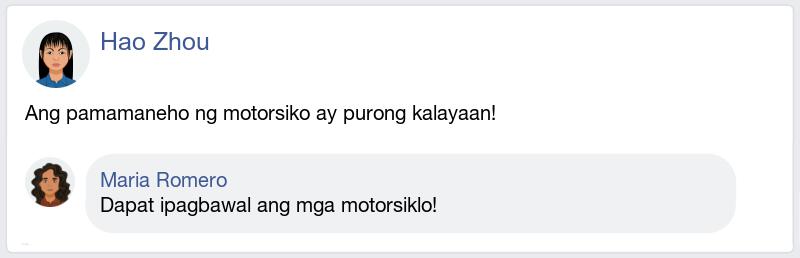 Hao Zhou
Ang pamamaneho ng motorsiko ay purong kalayaan!
Maria Romero
Dapat ipagbawal ang mga motorsiklo!